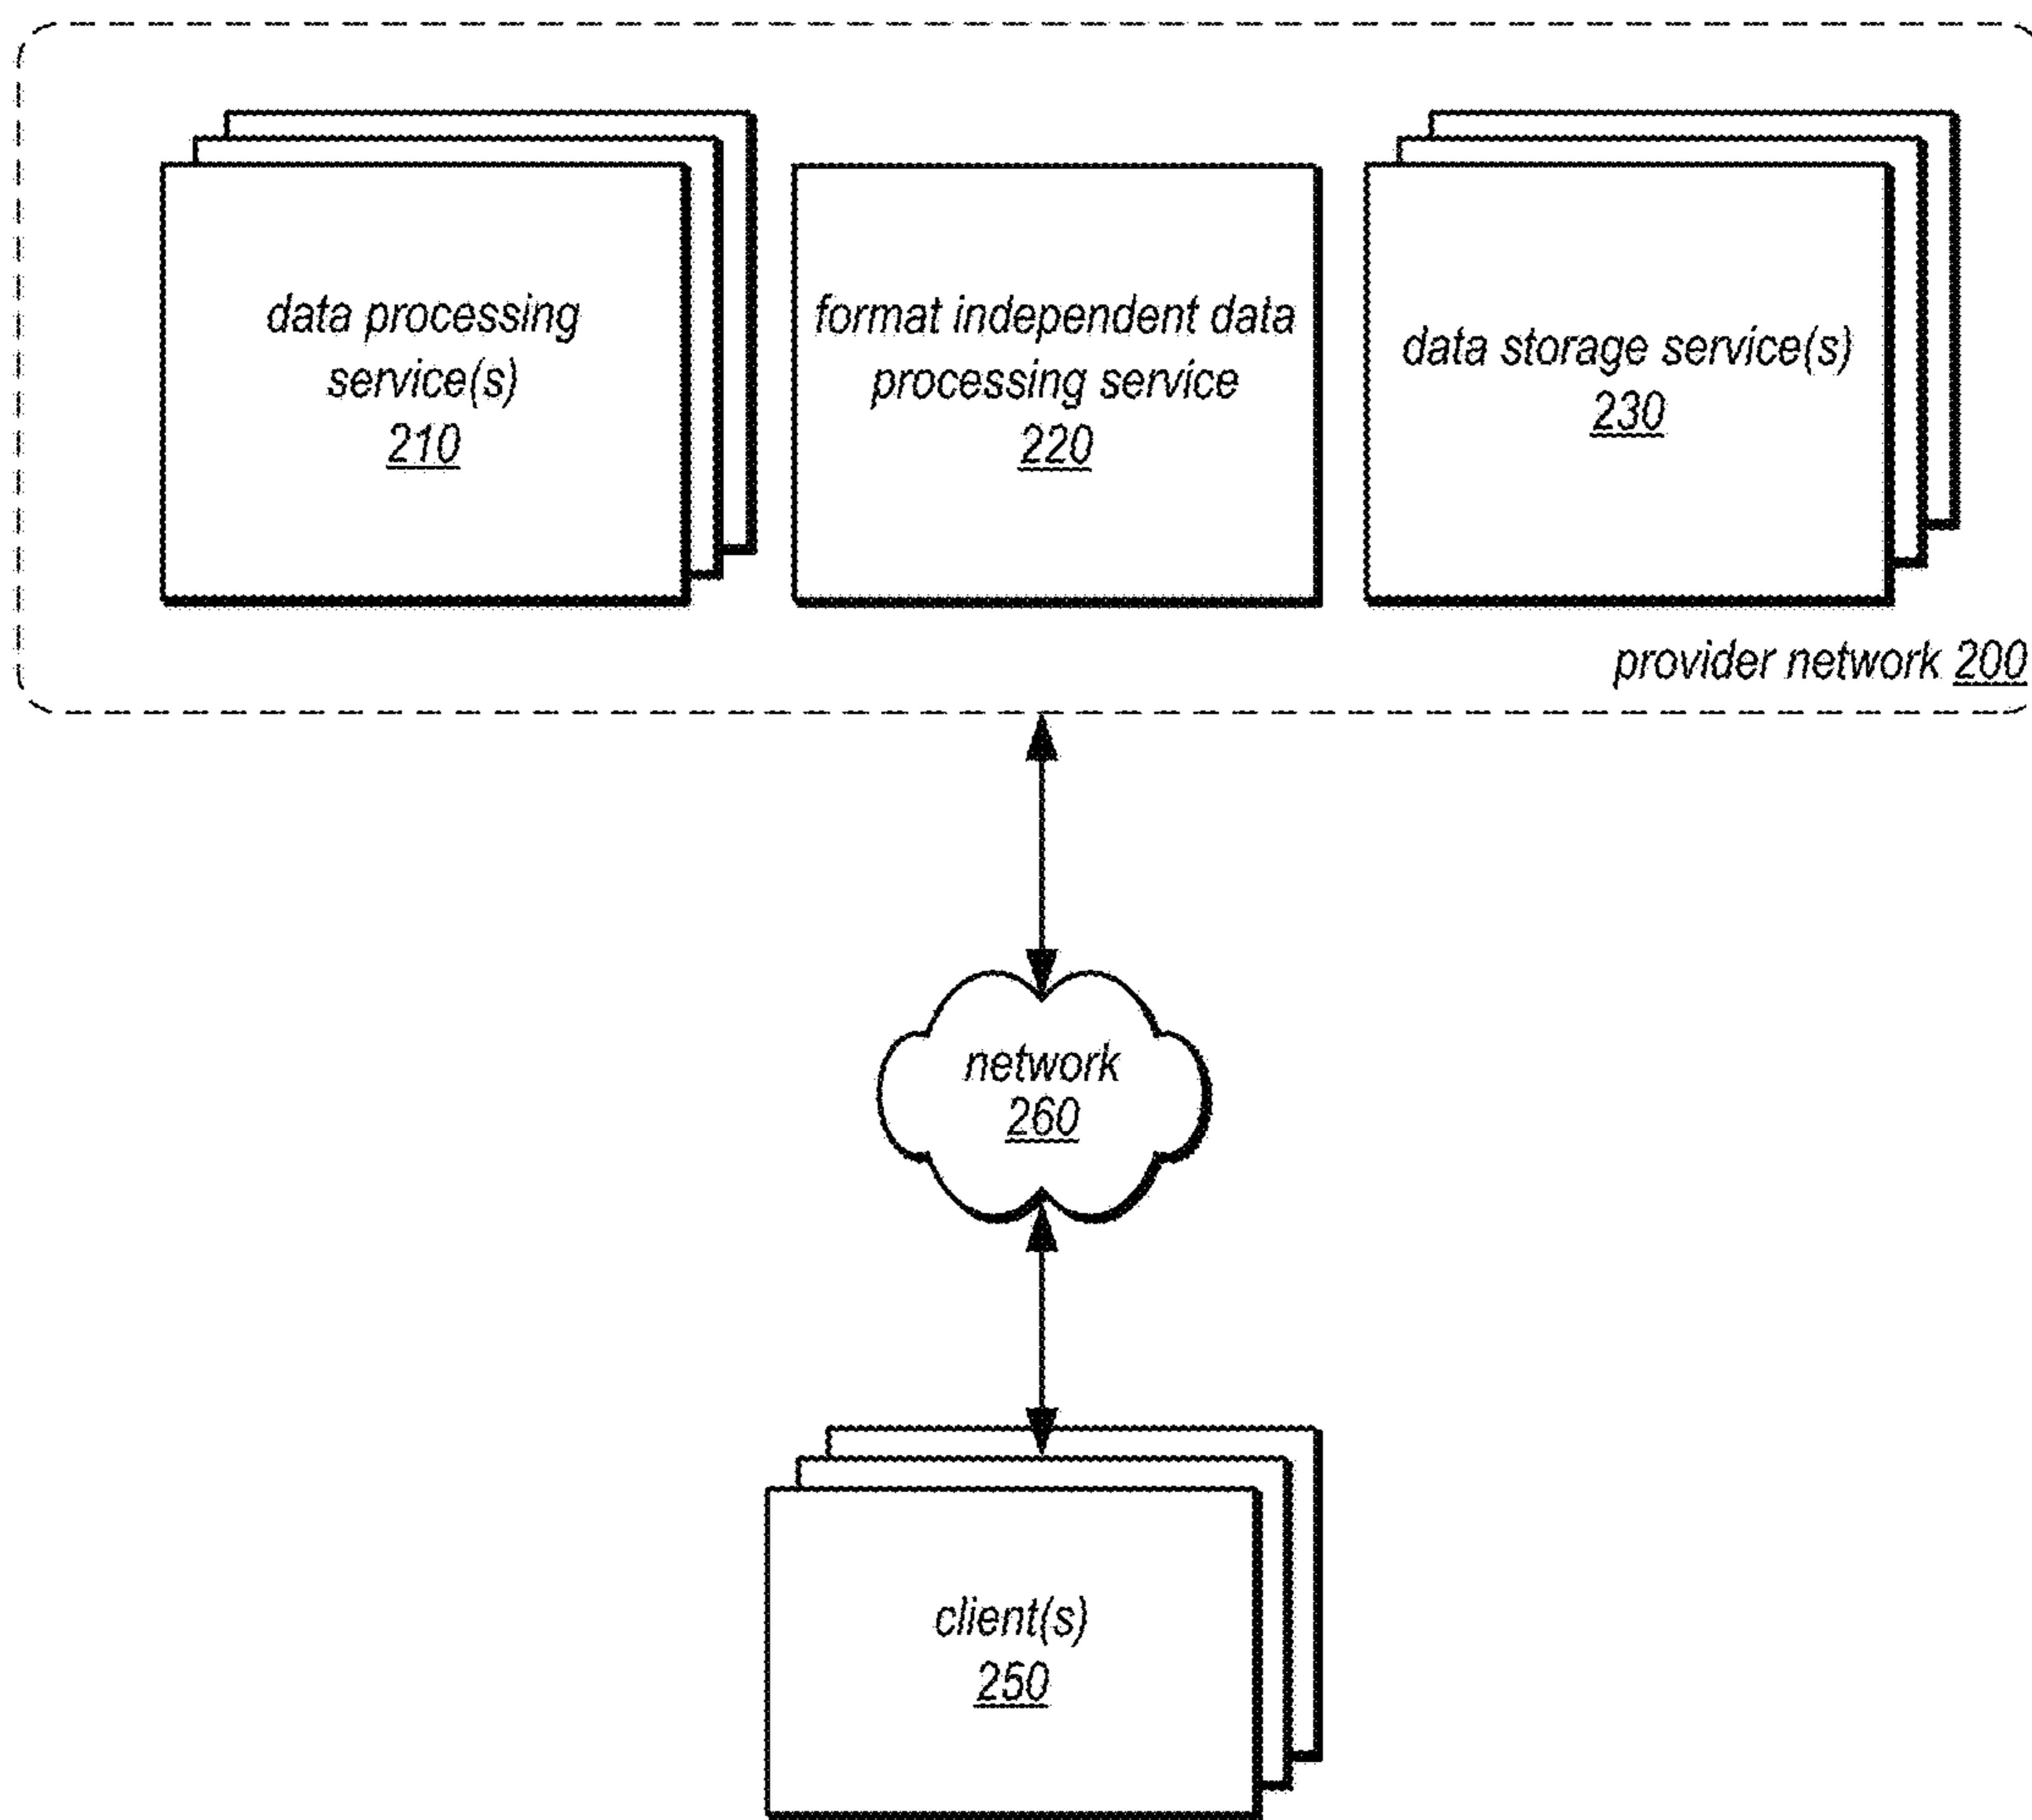 data processing
service(s)
210
format independent data
processing service
220
data storage service(s)
230
provider network 200
network
260
client(s)
250